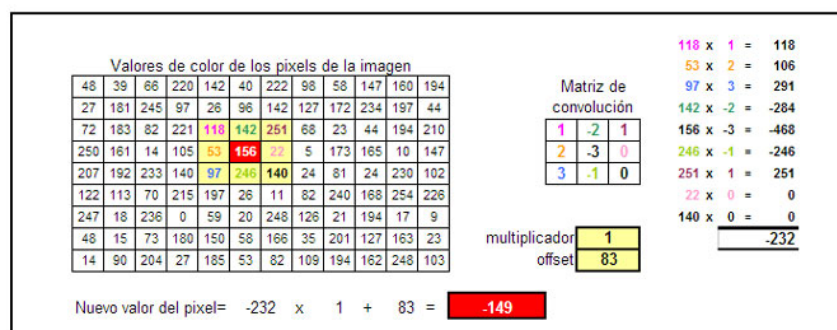 Valores de color de los pixels de la imagen
48 39 66 220 142 40 222 98 58 147 160 194
27 181 245 97 26 96 142 127 172 234 197 44
72 183 82 221 118 142 251 68 23 44 194 210
250 161 14 105 53 156 22 5 173 165 10 147
207 192 233 140 97 246 140 24 81 24 230 102
122 113 70 215 197 26 11 82 240 168 254 226
247 18 236 0 59 20 248 126 21 194 17 9
48 15 73 180 150 58 166 35 201 127 163 23
14 90 204 27 185 53 82 109 194 162 248 103
Matriz de
convolución
1 -2 1
2 -3 0
3 -1 0
multiplicador 1
offset 83
118 x 1 = 118
53 x 2 = 106
97 x 3 = 291
142 x -2 = -284
156 x -3 = -468
246 x -1 = -246
251 x 1 = 251
22 x 0 = 0
140 x 0 = 0
-232
Nuevo valor del pixel= -232 x 1 + 83 = -149